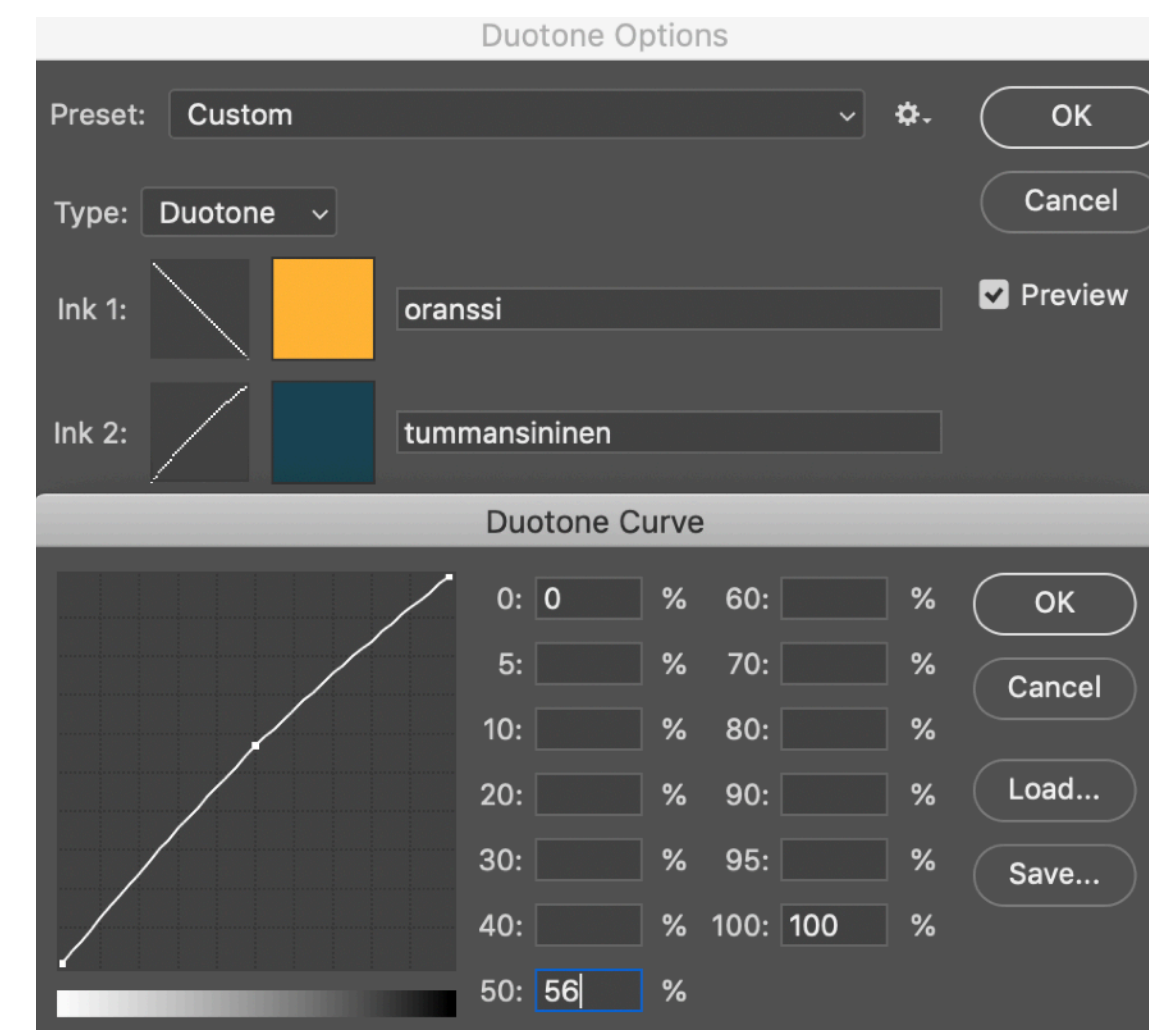 Duotone Options
Preset: Custom OK
Type: Duotone Cancel
Ink 1: oranssi Preview
Ink 2: tummansininen
Duotone Curve
0: 0 % 60: % OK
5: % 70: % Cancel
10: % 80: %
20: % 90: % Load...
30: % 95: % Save...
40: % 100: 100 %
50: 56 %